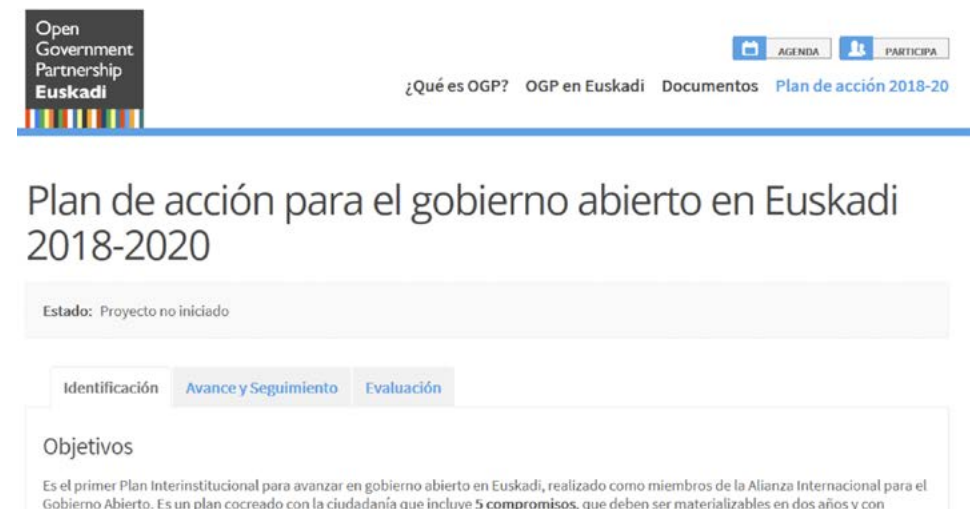 Open
Government
Partnership
Euskadi
AGENDA PARTICIPA
¿Qué es OGP? OGP en Euskadi Documentos Plan de acción 2018-20
Plan de acción para el gobierno abierto en Euskadi
2018-2020
Estado: Proyecto no iniciado
Identificación Avance y Seguimiento Evaluación
Objetivos
Es el primer Plan Interinstitucional para avanzar en gobierno abierto en Euskadi, realizado como miembros de la Alianza Internacional para el
Gobierno Abierto. Es un plan cocreado con la ciudadanía que incluye 5 compromisos, que deben ser materializables en dos años y con